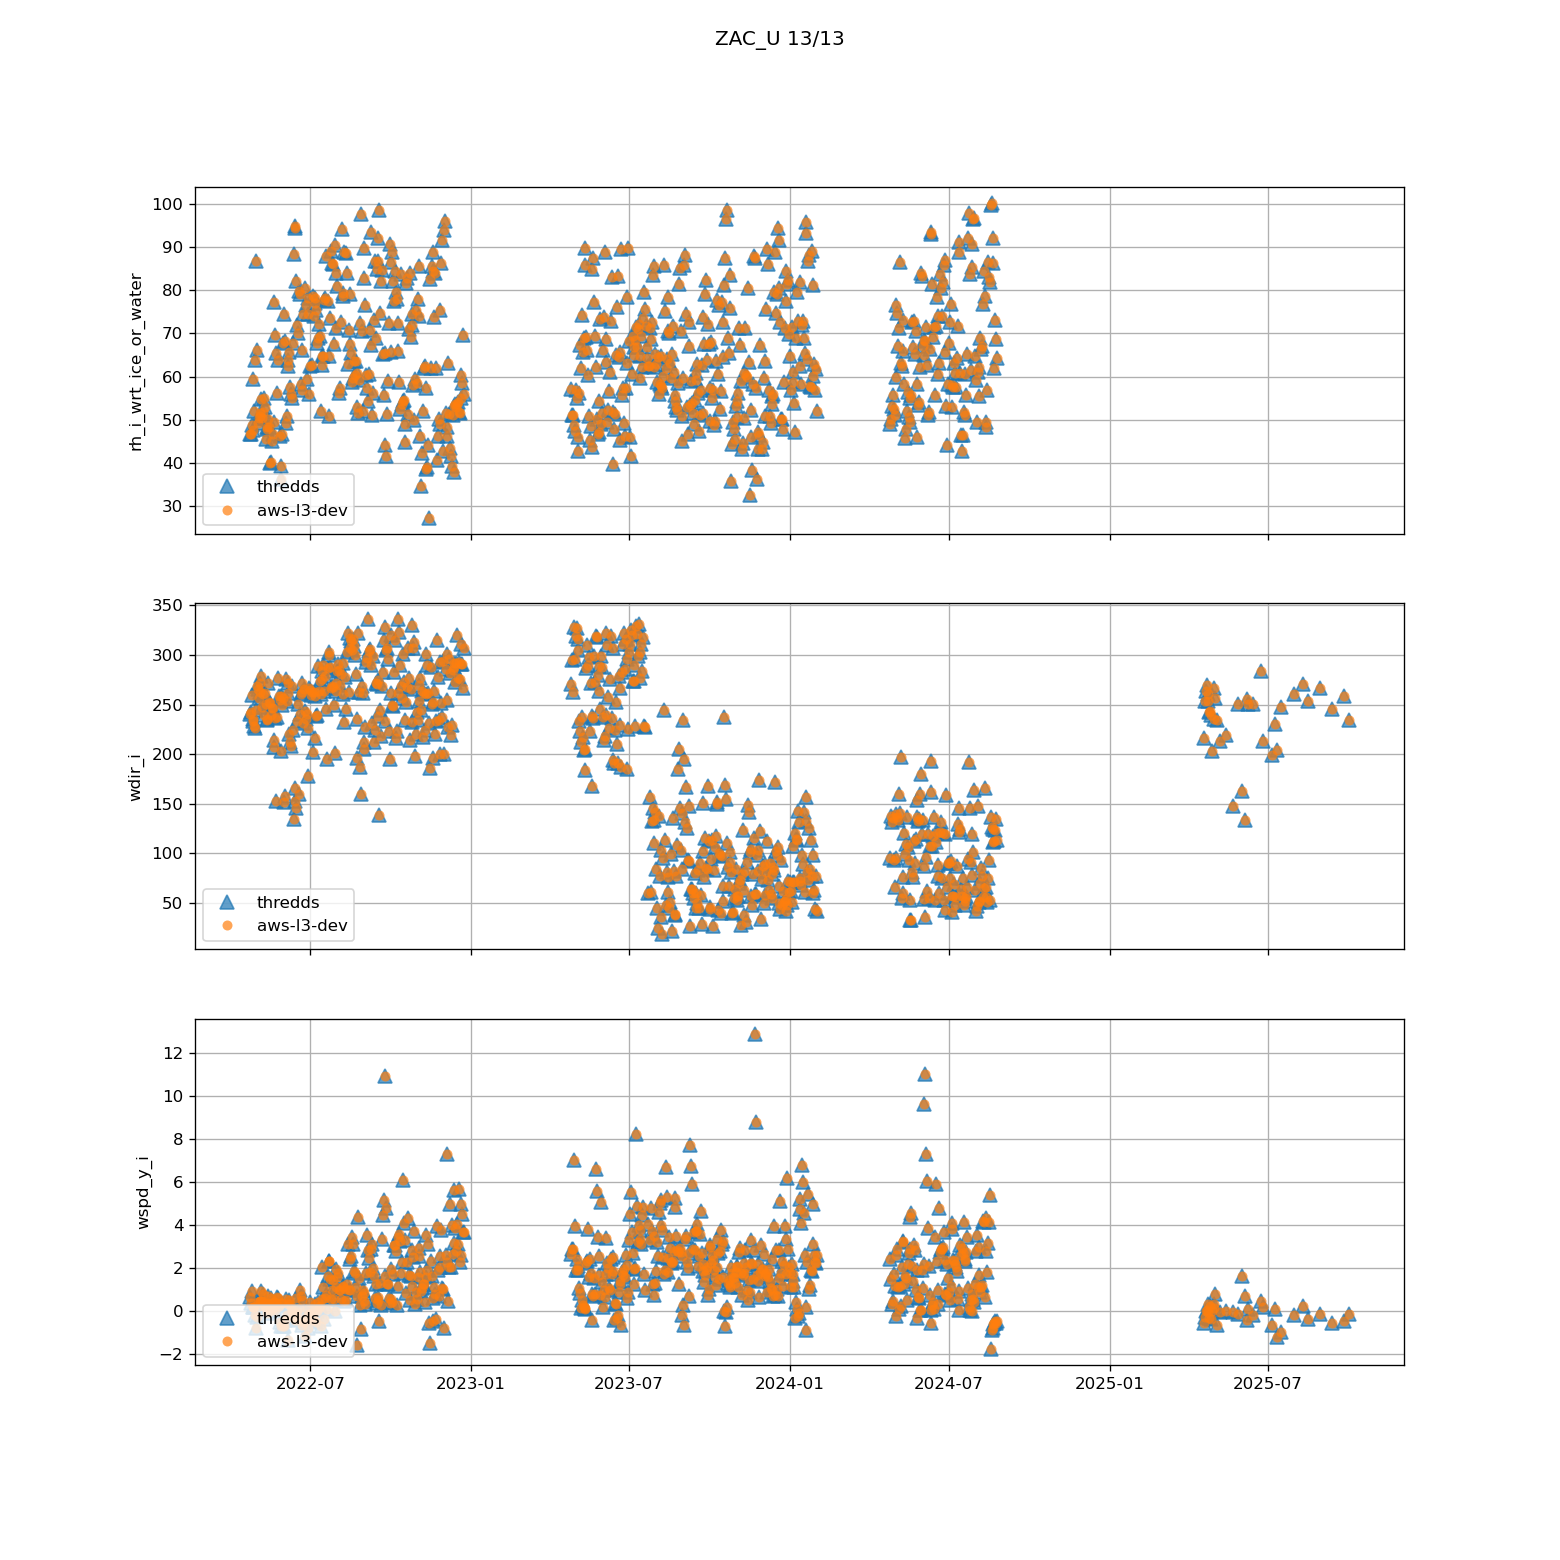 ZAC_U 13/13
rh_i_wrt_ice_or_water
100
90
80
70
60
50
40
30
thredds
aws-l3-dev
wdir_i
350
300
250
200
150
100
50
thredds
aws-l3-dev
wspd_y_i
12
10
8
6
4
2
0
−2
thredds
aws-l3-dev
2022-07 2023-01 2023-07 2024-01 2024-07 2025-01 2025-07